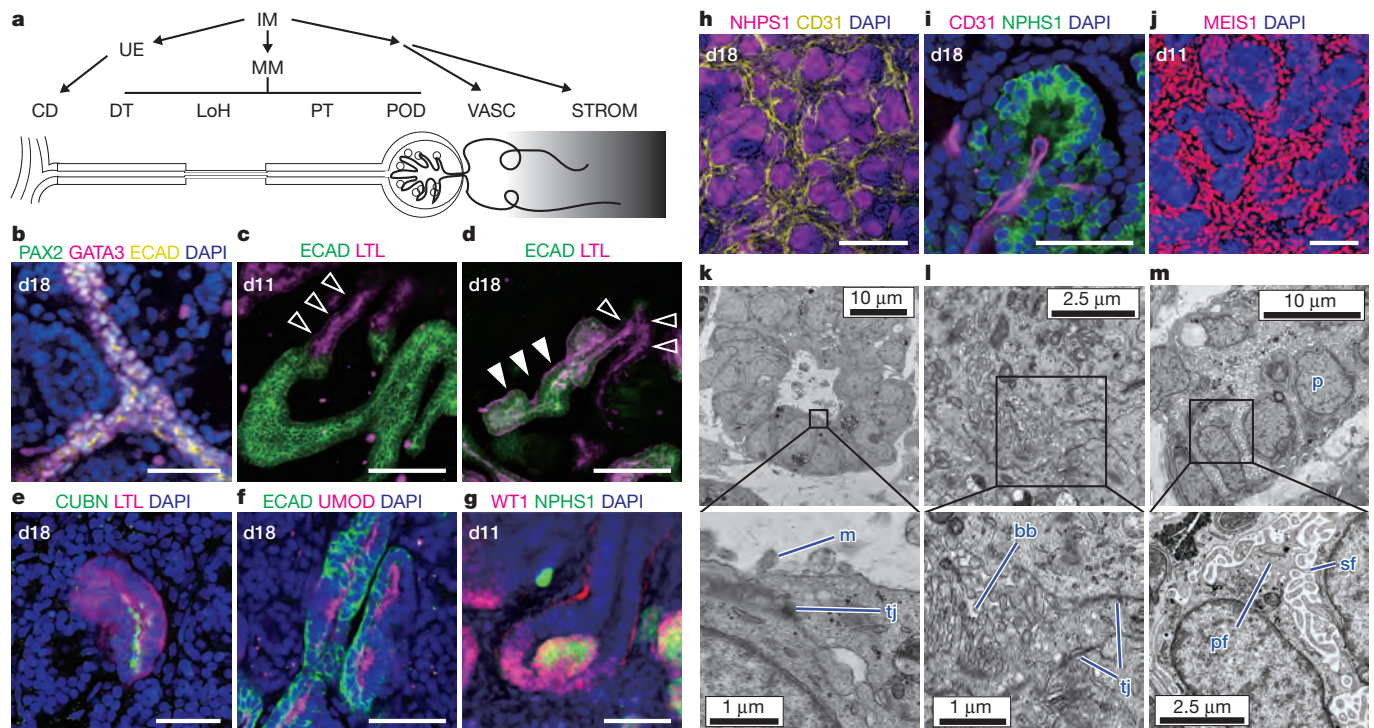 a
IM
UE
MM
CD DT LoH PT POD VASC STROM
b c d
PAX2 GATA3 ECAD DAPI ECAD LTL ECAD LTL
d18 d11 d18
e f g
CUBN LTL DAPI ECAD UMOD DAPI WT1 NPHS1 DAPI
d18 d18 d11
h i j
NHPS1 CD31 DAPI CD31 NPHS1 DAPI MEIS1 DAPI
d18 d18 d11
k l m
10 μm 2.5 μm 10 μm
p
m bb sf
tj pf
tj
1 μm 1 μm 2.5 μm